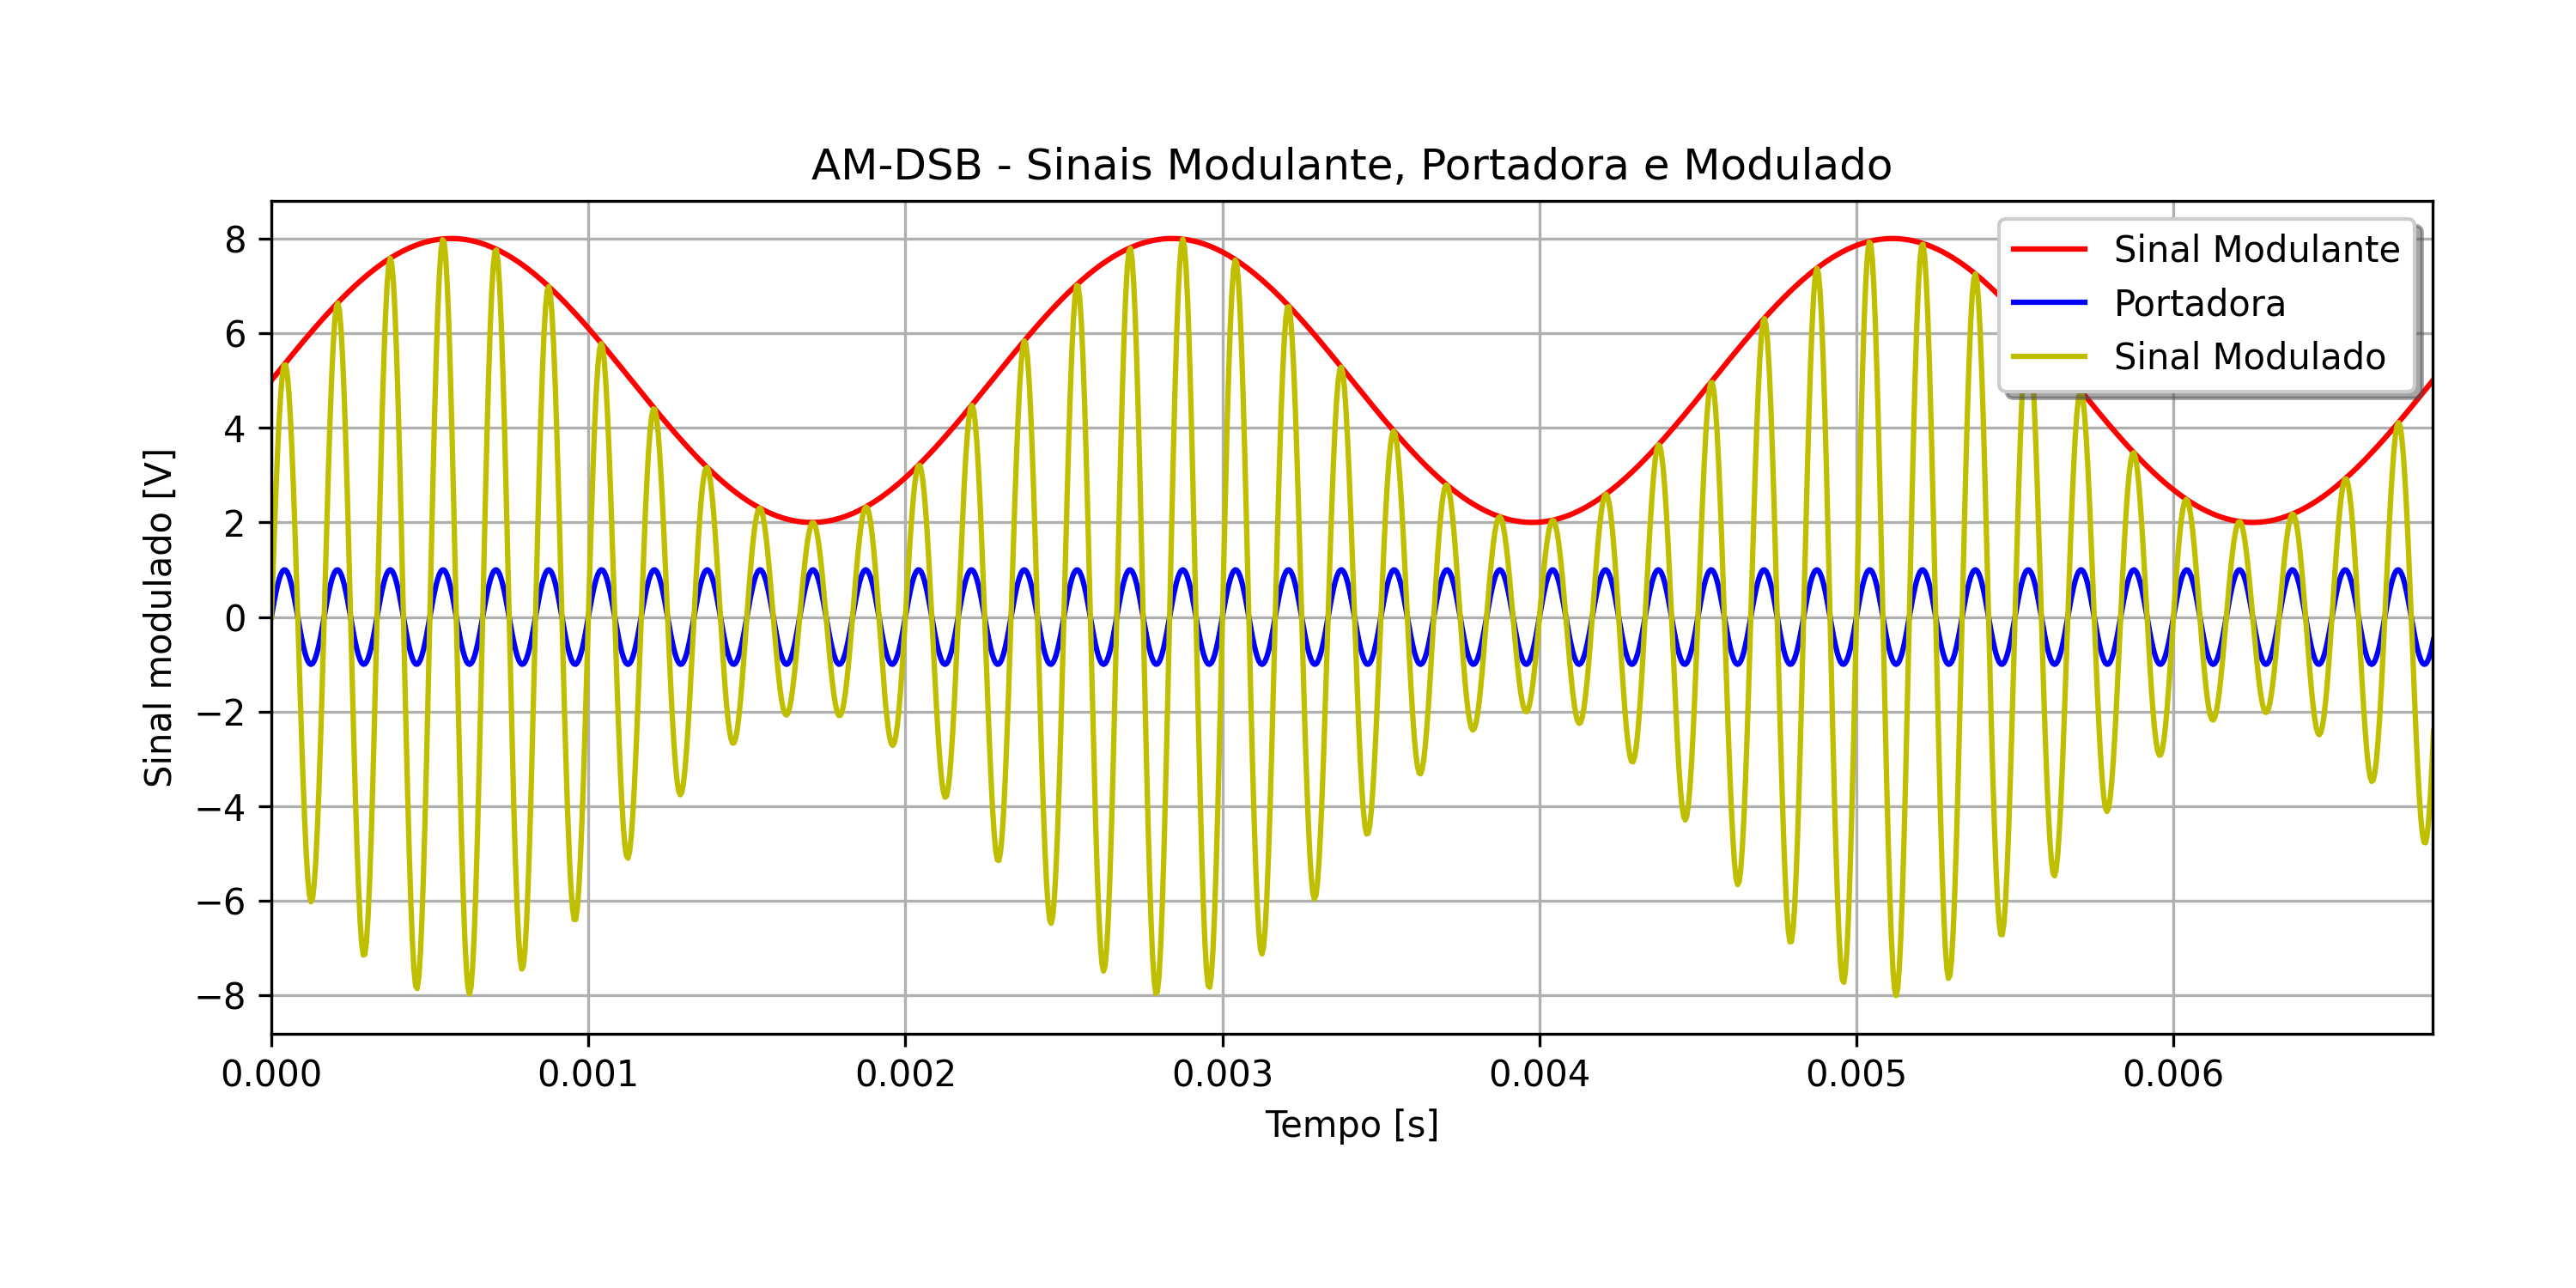 AM-DSB - Sinais Modulante, Portadora e Modulado
Sinal Modulante
Portadora
Sinal Modulado
Sinal modulado [V]
8
6
4
2
0
−2
−4
−6
−8
0.000 0.001 0.002 0.003 0.004 0.005 0.006
Tempo [s]